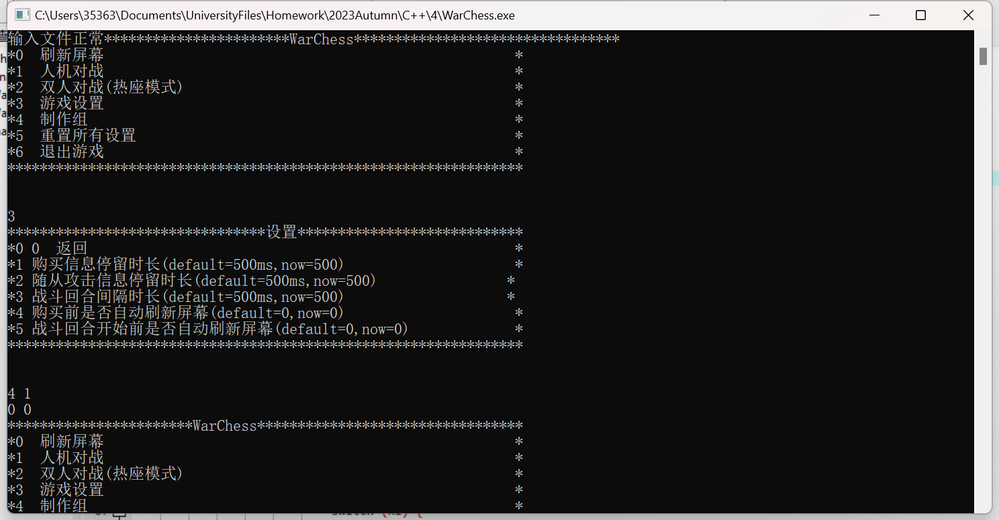 C:\Users\35363\Documents\UniversityFiles\Homework\2023Autumn\C++\4\WarChess.exe
输入文件正常***********************WarChess*********************************
*0  刷新屏幕                                                   *
*1  人机对战                                                   *
*2  双人对战(热座模式)                                         *
*3  游戏设置                                                   *
*4  制作组                                                     *
*5  重置所有设置                                               *
*6  退出游戏                                                   *
****************************************************************
3
********************************设置****************************
*0 0  返回                                                     *
*1 购买信息停留时长(default=500ms,now=500)                     *
*2 随从攻击信息停留时长(default=500ms,now=500)                *
*3 战斗回合间隔时长(default=500ms,now=500)                    *
*4 购买前是否自动刷新屏幕(default=0,now=0)                     *
*5 战斗回合开始前是否自动刷新屏幕(default=0,now=0)             *
****************************************************************
4 1
0 0
***********************WarChess*********************************
*0  刷新屏幕                                                   *
*1  人机对战                                                   *
*2  双人对战(热座模式)                                         *
*3  游戏设置                                                   *
*4  制作组                                                     *